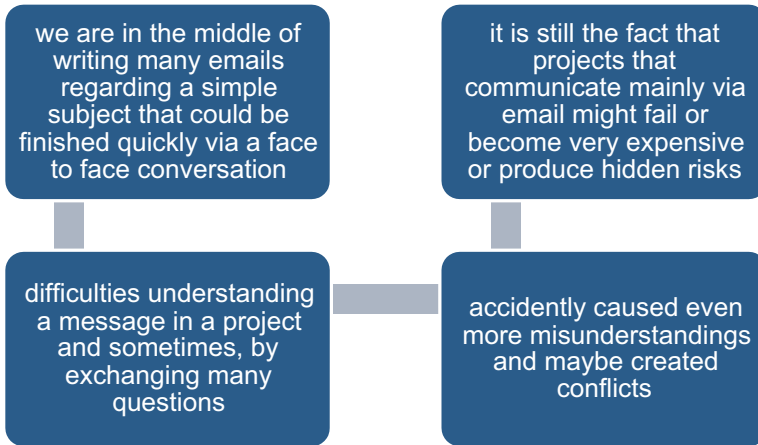 we are in the middle of
writing many emails
regarding a simple
subject that could be
finished quickly via a face
to face conversation
difficulties understanding
a message in a project
and sometimes, by
exchanging many
questions
accidently caused even
more misunderstandings
and maybe created
conflicts
it is still the fact that
projects that
communicate mainly via
email might fail or
become very expensive
or produce hidden risks